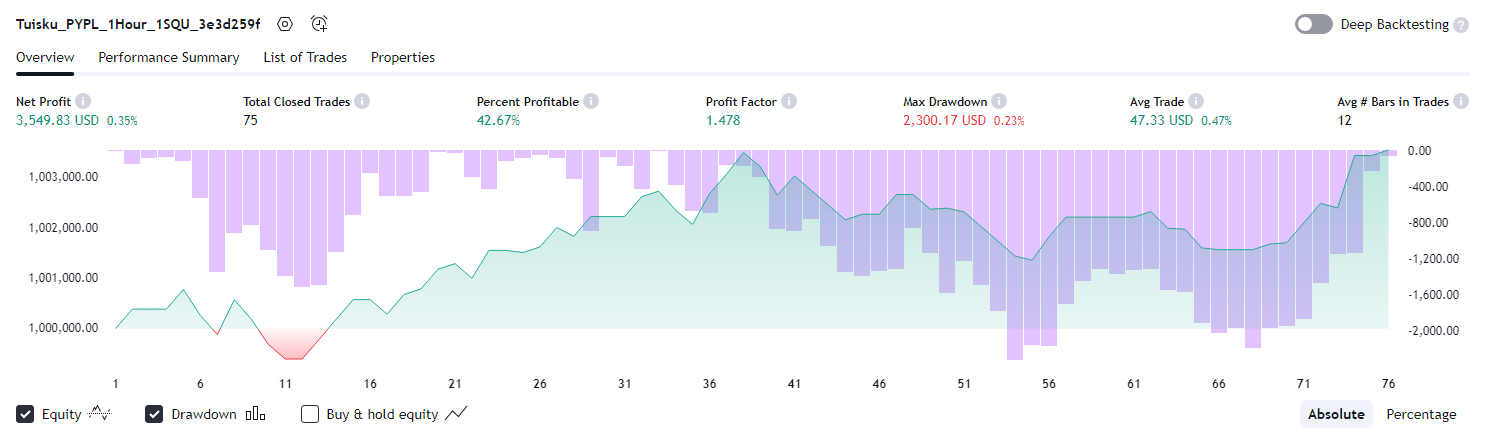 Tuisku_PYPL_1Hour_1SQU_3e3d259f Deep Backtesting ?
Overview Performance Summary List of Trades Properties
Net Profit i Total Closed Trades i Percent Profitable i Profit Factor i Max Drawdown i Avg Trade i Avg # Bars in Trades i
3,549.83 USD 0.35% 75 42.67% 1.478 2,300.17 USD 0.23% 47.33 USD 0.47% 12
0.00
1,003,000.00
-400.00
1,002,000.00 -800.00
-1,200.00
1,001,000.00
-1,600.00
1,000,000.00 -2,000.00
1 6 11 16 21 26 31 36 41 46 51 56 61 66 71 76
Equity Drawdown Buy & hold equity Absolute Percentage